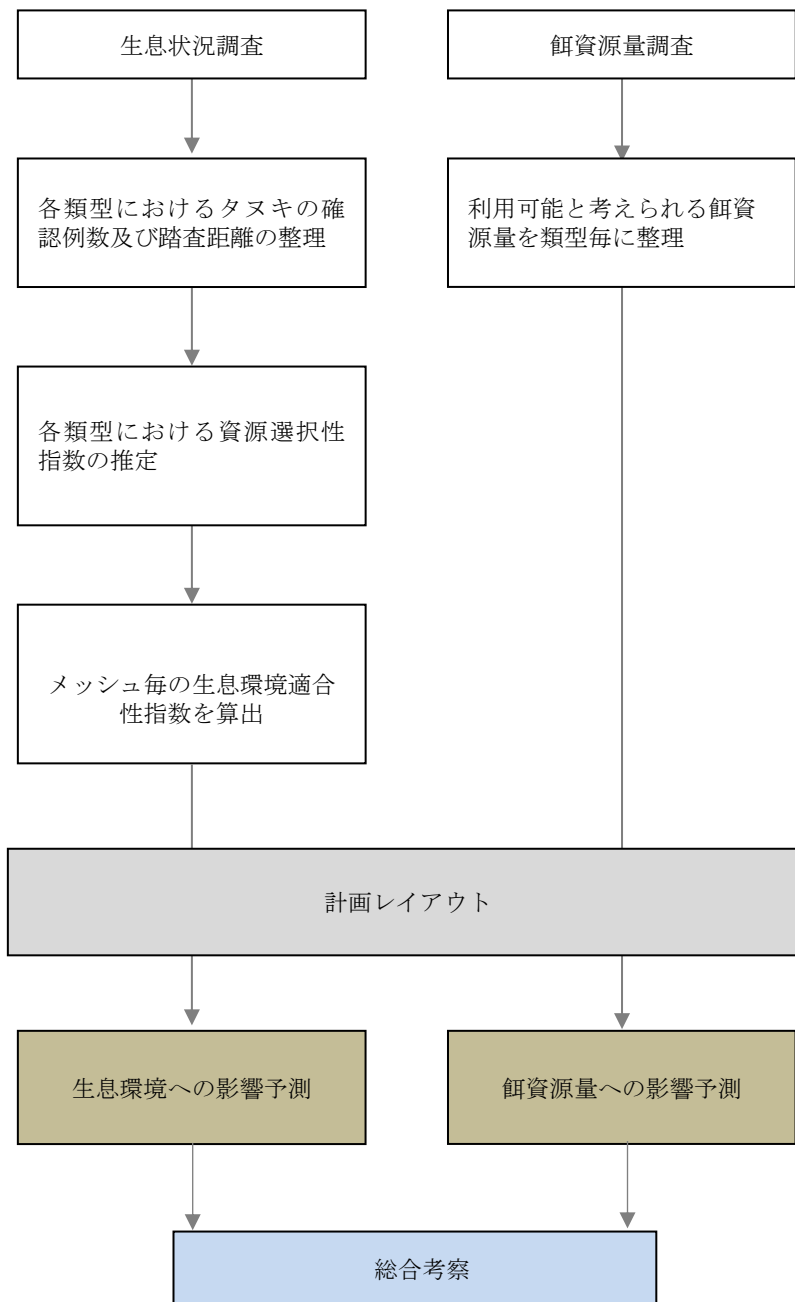 生息状況調査
餌資源量調査
各類型におけるタヌキの確
認例数及び踏査距離の整理
利用可能と考えられる餌資
源量を類型毎に整理
各類型における資源選択性
指数の推定
メッシュ毎の生息環境適合
性指数を算出
計画レイアウト
生息環境への影響予測
餌資源量への影響予測
総合考察